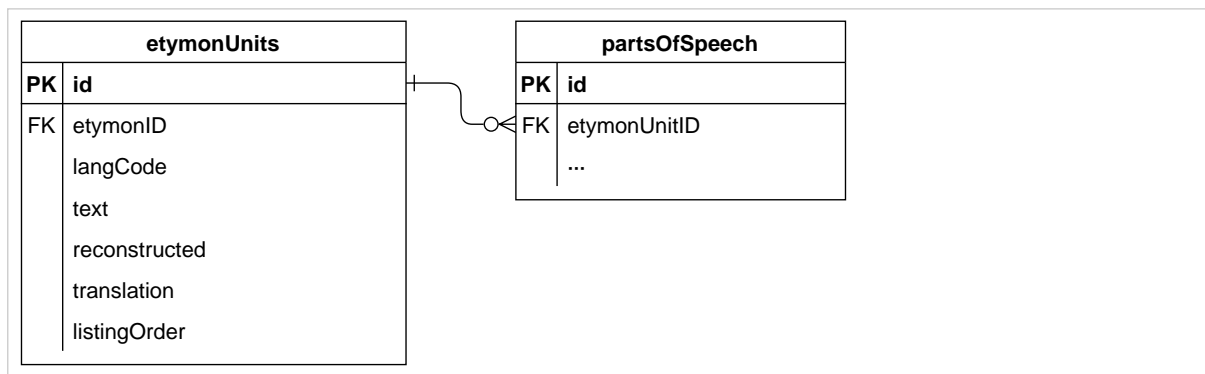 etymonUnits
PK id
FK etymonID
langCode
text
reconstructed
translation
listingOrder
partsOfSpeech
PK id
FK etymonUnitID
...